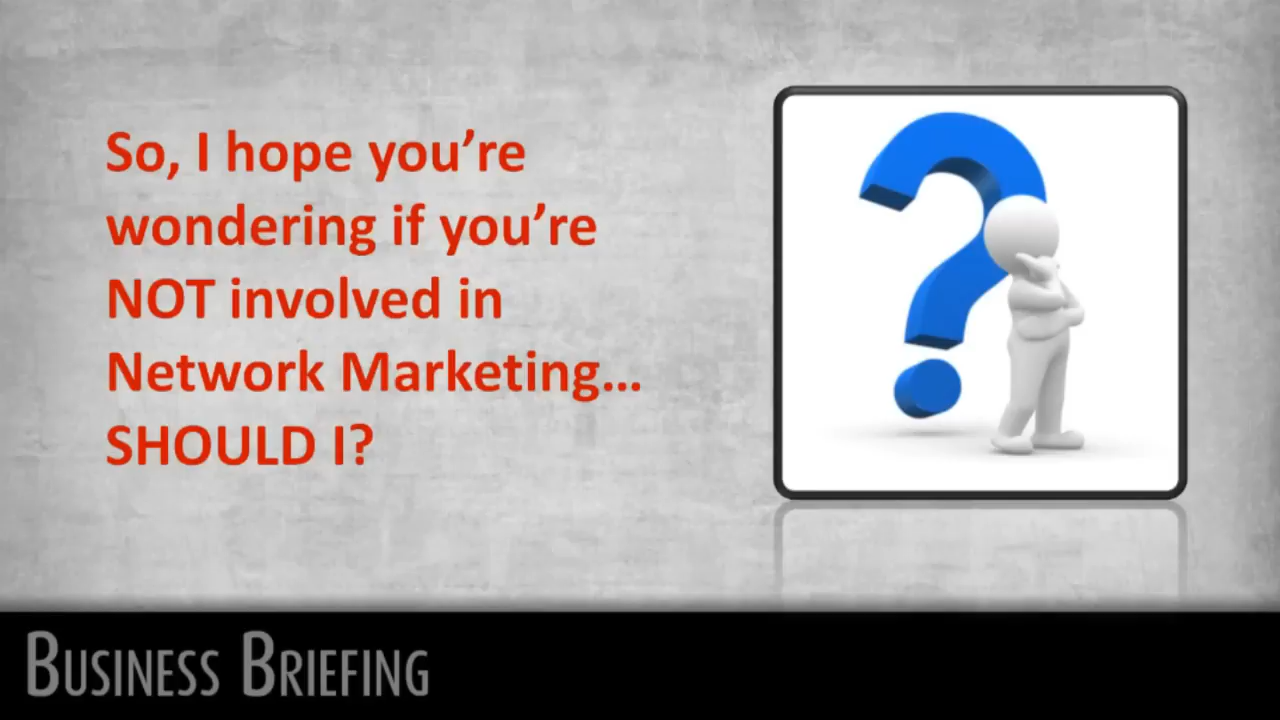 So, I hope you’re
wondering if you’re
NOT involved in
Network Marketing...
SHOULD I?
BUSINESS BRIEFING